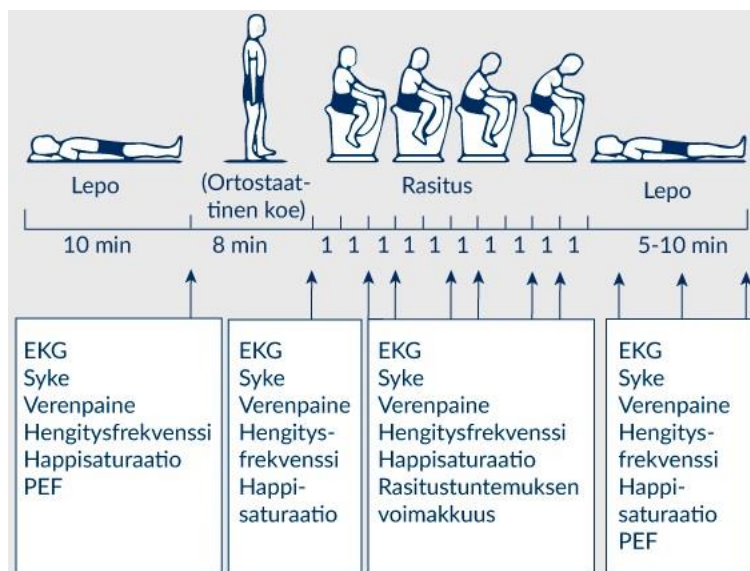 Lepo
(Ortostaat-
tinen koe)
Rasitus
Lepo
10 min
8 min
1 1 1 1 1 1 1 1 1 1
5-10 min
EKG
Syke
Verenpaine
Hengitysfrekvenssi
Happisaturaatio
PEF
EKG
Syke
Verenpaine
Hengitys-
frekvenssi
Happi-
saturaatio
EKG
Syke
Verenpaine
Hengitysfrekvenssi
Happisaturaatio
Rasitustuntemuksen
voimakkuus
EKG
Syke
Verenpaine
Hengitys-
frekvenssi
Happi-
saturaatio
PEF